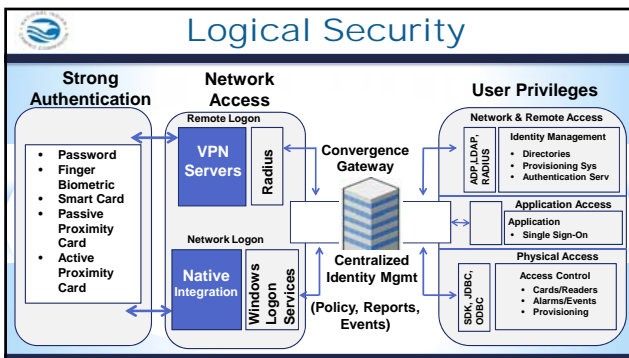 Logical Security
Strong
Authentication
• Password
• Finger
Biometric
• Smart Card
• Passive
Proximity
Card
• Active
Proximity
Card
Network
Access
Remote Logon
VPN
Servers
Radius
Network Logon
Native
Integration
Windows
Logon
Services
Convergence
Gateway
Centralized
Identity Mgmt
(Policy, Reports,
Events)
User Privileges
Network & Remote Access
ADP,LDAP,
RADIUS
Identity Management
• Directories
• Provisioning Sys
• Authentication Serv
Application Access
Application
• Single Sign-On
Physical Access
SDK, JDBC,
ODBC
Access Control
• Cards/Readers
• Alarms/Events
• Provisioning